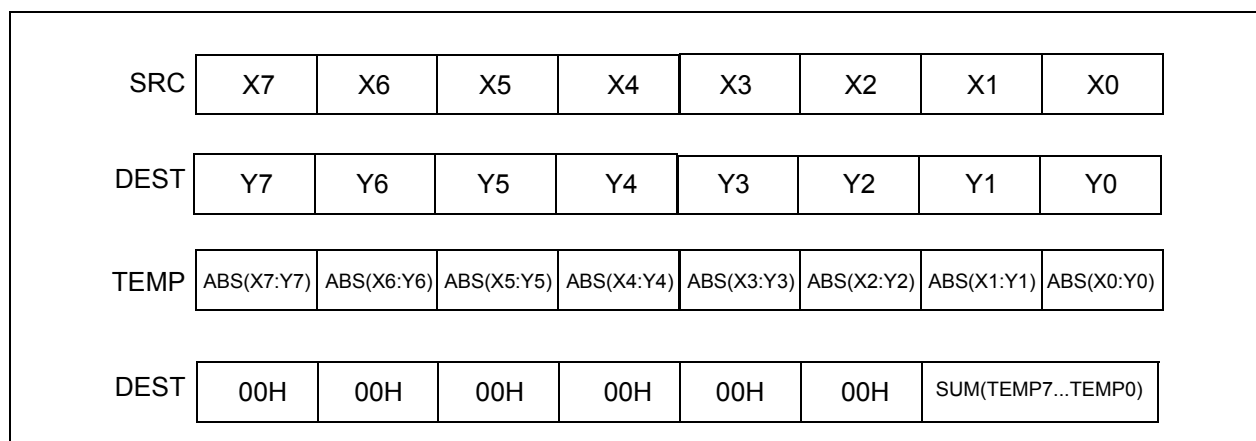 SRC X7 X6 X5 X4 X3 X2 X1 X0
DEST Y7 Y6 Y5 Y4 Y3 Y2 Y1 Y0
TEMP ABS(X7:Y7) ABS(X6:Y6) ABS(X5:Y5) ABS(X4:Y4) ABS(X3:Y3) ABS(X2:Y2) ABS(X1:Y1) ABS(X0:Y0)
DEST 00H 00H 00H 00H 00H 00H SUM(TEMP7...TEMP0)